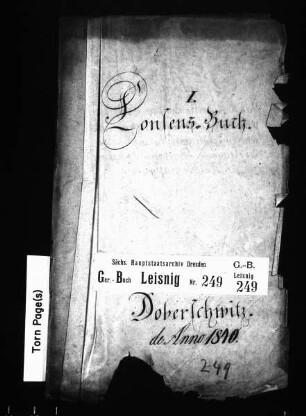 I.
Consens-Buch.
Sächs. Hauptstaatsarchiv Dresden
G.-B.
Ger.-Buch Leisnig Nr. 249
Leisnig
249
Doberschwitz.
de Anno 1840.
249
Torn Page(s)